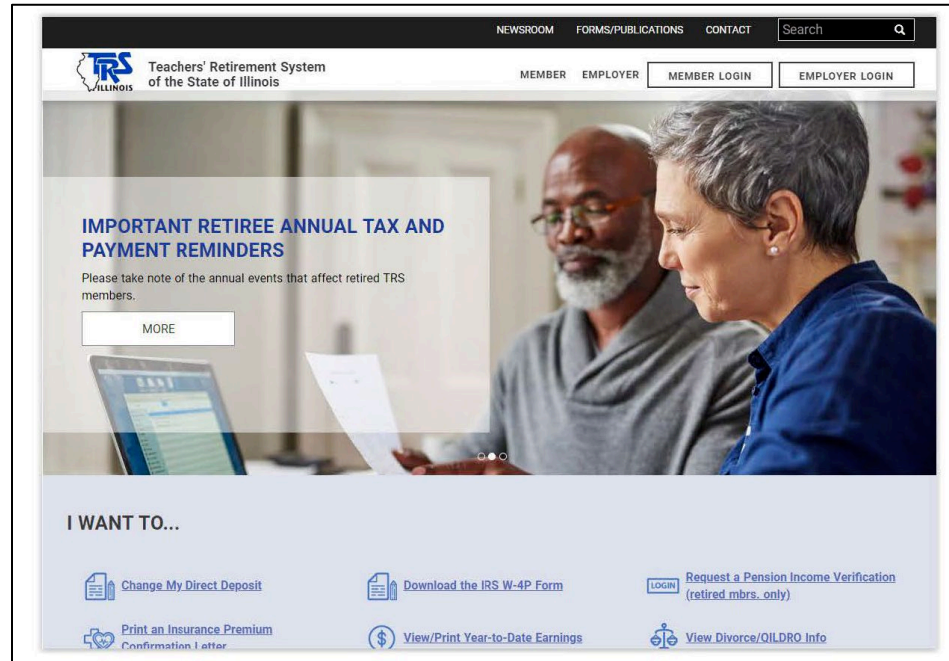 NEWSROOM FORMS/PUBLICATIONS CONTACT Search
TRS
ILLINOIS
Teachers' Retirement System
of the State of Illinois
MEMBER EMPLOYER MEMBER LOGIN EMPLOYER LOGIN
IMPORTANT RETIREE ANNUAL TAX AND
PAYMENT REMINDERS
Please take note of the annual events that affect retired TRS
members.
MORE
I WANT TO...
Change My Direct Deposit
Download the IRS W-4P Form
LOGIN
Request a Pension Income Verification
(retired mbrs. only)
Print an Insurance Premium
Confirmation Letter
$
View/Print Year-to-Date Earnings
View Divorce/QILDRO Info